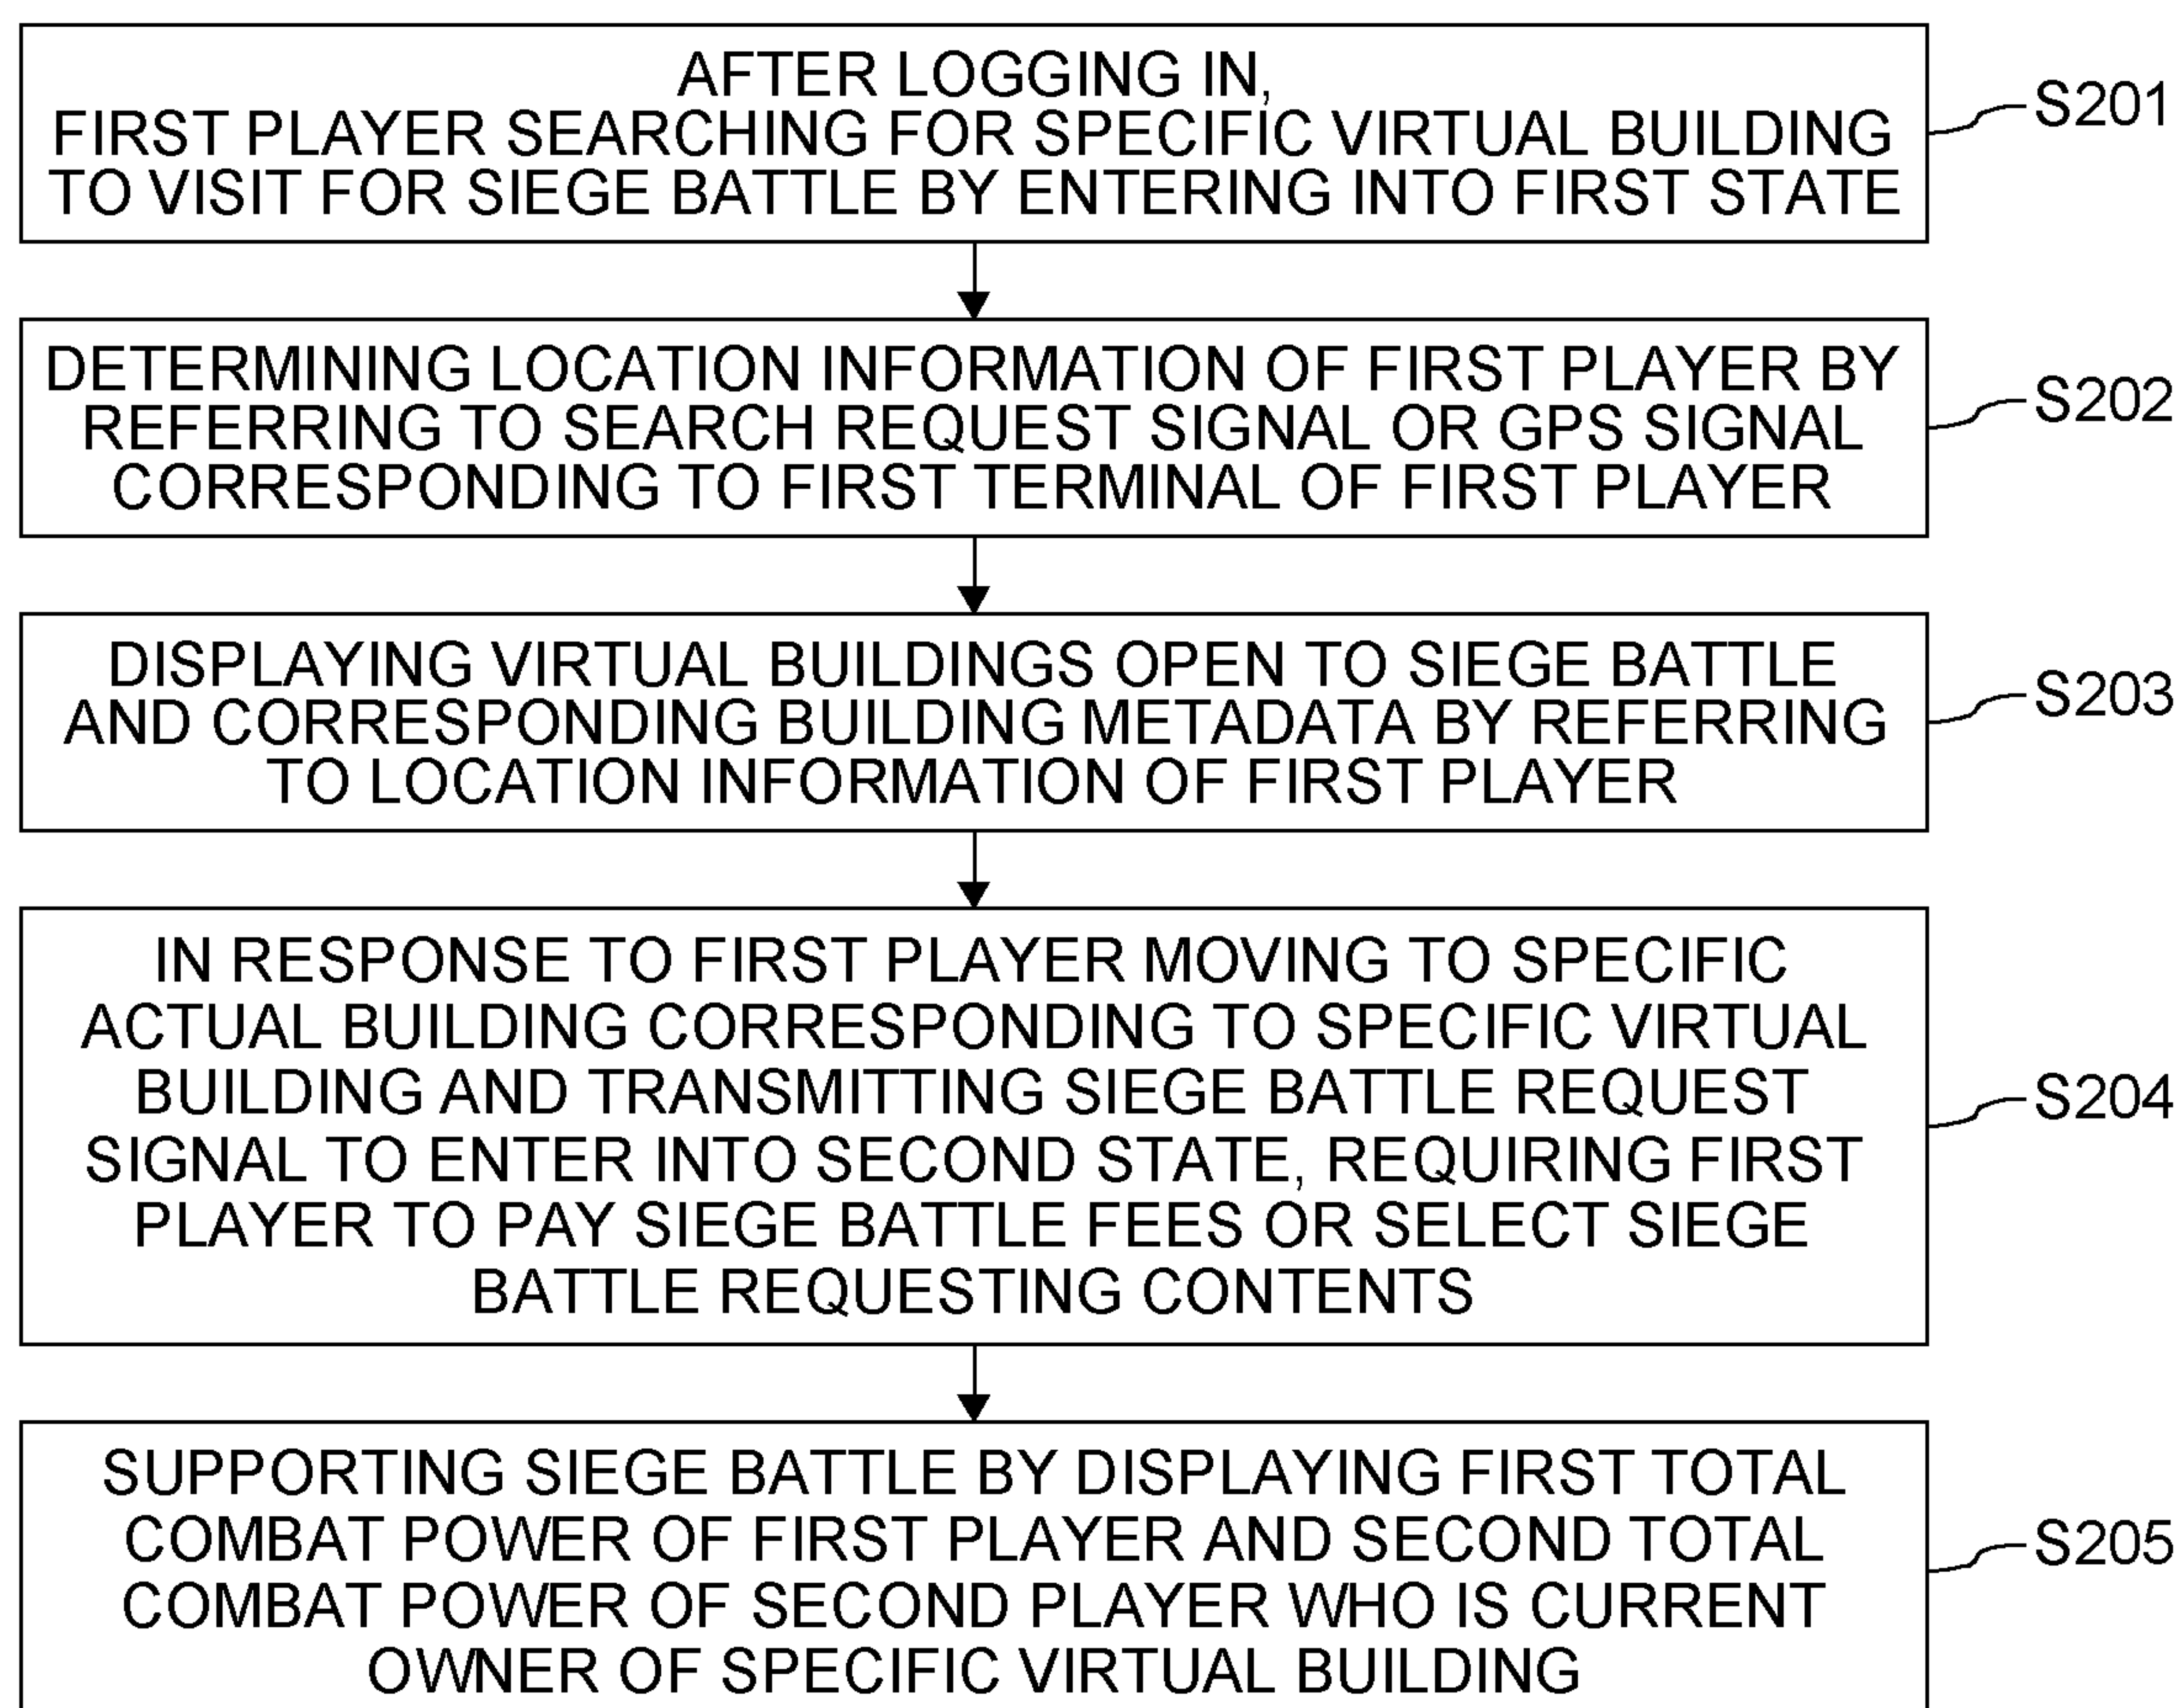 AFTER LOGGING IN,
FIRST PLAYER SEARCHING FOR SPECIFIC VIRTUAL BUILDING
TO VISIT FOR SIEGE BATTLE BY ENTERING INTO FIRST STATE
S201
DETERMINING LOCATION INFORMATION OF FIRST PLAYER BY
REFERRING TO SEARCH REQUEST SIGNAL OR GPS SIGNAL
CORRESPONDING TO FIRST TERMINAL OF FIRST PLAYER
S202
DISPLAYING VIRTUAL BUILDINGS OPEN TO SIEGE BATTLE
AND CORRESPONDING BUILDING METADATA BY REFERRING
TO LOCATION INFORMATION OF FIRST PLAYER
S203
IN RESPONSE TO FIRST PLAYER MOVING TO SPECIFIC
ACTUAL BUILDING CORRESPONDING TO SPECIFIC VIRTUAL
BUILDING AND TRANSMITTING SIEGE BATTLE REQUEST
SIGNAL TO ENTER INTO SECOND STATE, REQUIRING FIRST
PLAYER TO PAY SIEGE BATTLE FEES OR SELECT SIEGE
BATTLE REQUESTING CONTENTS
S204
SUPPORTING SIEGE BATTLE BY DISPLAYING FIRST TOTAL
COMBAT POWER OF FIRST PLAYER AND SECOND TOTAL
COMBAT POWER OF SECOND PLAYER WHO IS CURRENT
OWNER OF SPECIFIC VIRTUAL BUILDING
S205